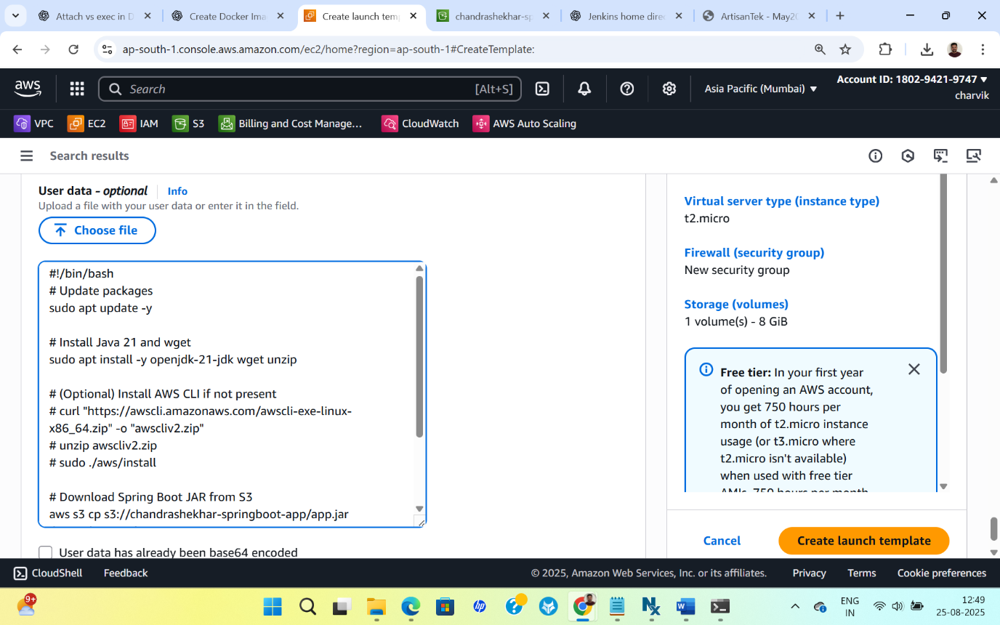 Attach vs exec in D
Create Docker Ima
Create launch temp
chandrashekhar-sp
Jenkins home direc
ArtisanTek - May20
ap-south-1.console.aws.amazon.com/ec2/home?region=ap-south-1#CreateTemplate:
aws
Search
[Alt+S]
Asia Pacific (Mumbai)
Account ID: 1802-9421-9747
charvik
VPC
EC2
IAM
S3
Billing and Cost Manage...
CloudWatch
AWS Auto Scaling
Search results
User data - optional
Info
Upload a file with your user data or enter it in the field.
Choose file
#!/bin/bash
# Update packages
sudo apt update -y
# Install Java 21 and wget
sudo apt install -y openjdk-21-jdk wget unzip
# (Optional) Install AWS CLI if not present
# curl "https://awscli.amazonaws.com/awscli-exe-linux-
x86_64.zip" -o "awscliv2.zip"
# unzip awscliv2.zip
# sudo ./aws/install
# Download Spring Boot JAR from S3
aws s3 cp s3://chandrashekhar-springboot-app/app.jar
User data has already been base64 encoded
Virtual server type (instance type)
t2.micro
Firewall (security group)
New security group
Storage (volumes)
1 volume(s) - 8 GiB
Free tier: In your first year
of opening an AWS account,
you get 750 hours per
month of t2.micro instance
usage (or t3.micro where
t2.micro isn't available)
when used with free tier
AMIs, 750 hours per month
Cancel
Create launch template
CloudShell
Feedback
© 2025, Amazon Web Services, Inc. or its affiliates.
Privacy
Terms
Cookie preferences
9+
hp
ENG
IN
12:49
25-08-2025